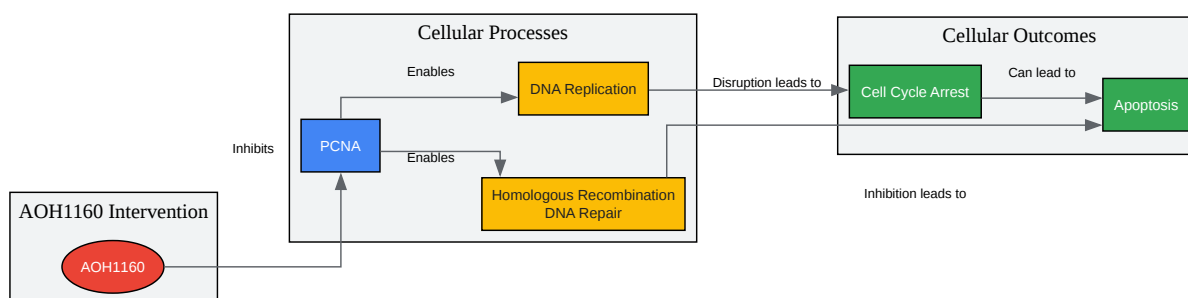 Cellular Processes
Cellular Outcomes
Enables
DNA Replication
Disruption leads to
Cell Cycle Arrest
Can lead to
Apoptosis
Inhibits
PCNA
Enables
Homologous Recombination
DNA Repair
Inhibition leads to
AOH1160 Intervention
AOH1160